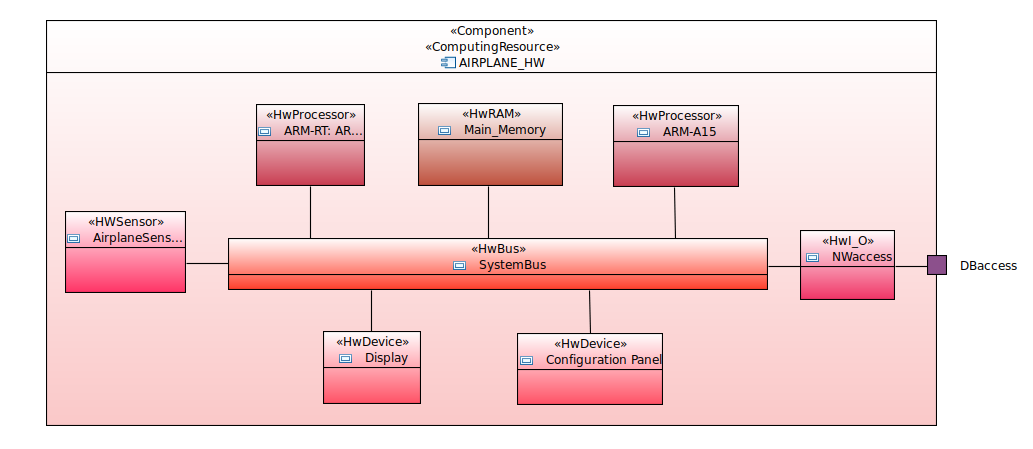 «Component»
«ComputingResource»
AIRPLANE_HW
«HwProcessor»
ARM-RT: AR...
«HwRAM»
Main_Memory
«HwProcessor»
ARM-A15
«HWSensor»
AirplaneSens...
«HwBus»
SystemBus
«HwI_O»
NWaccess
DBaccess
«HwDevice»
Display
«HwDevice»
Configuration Panel